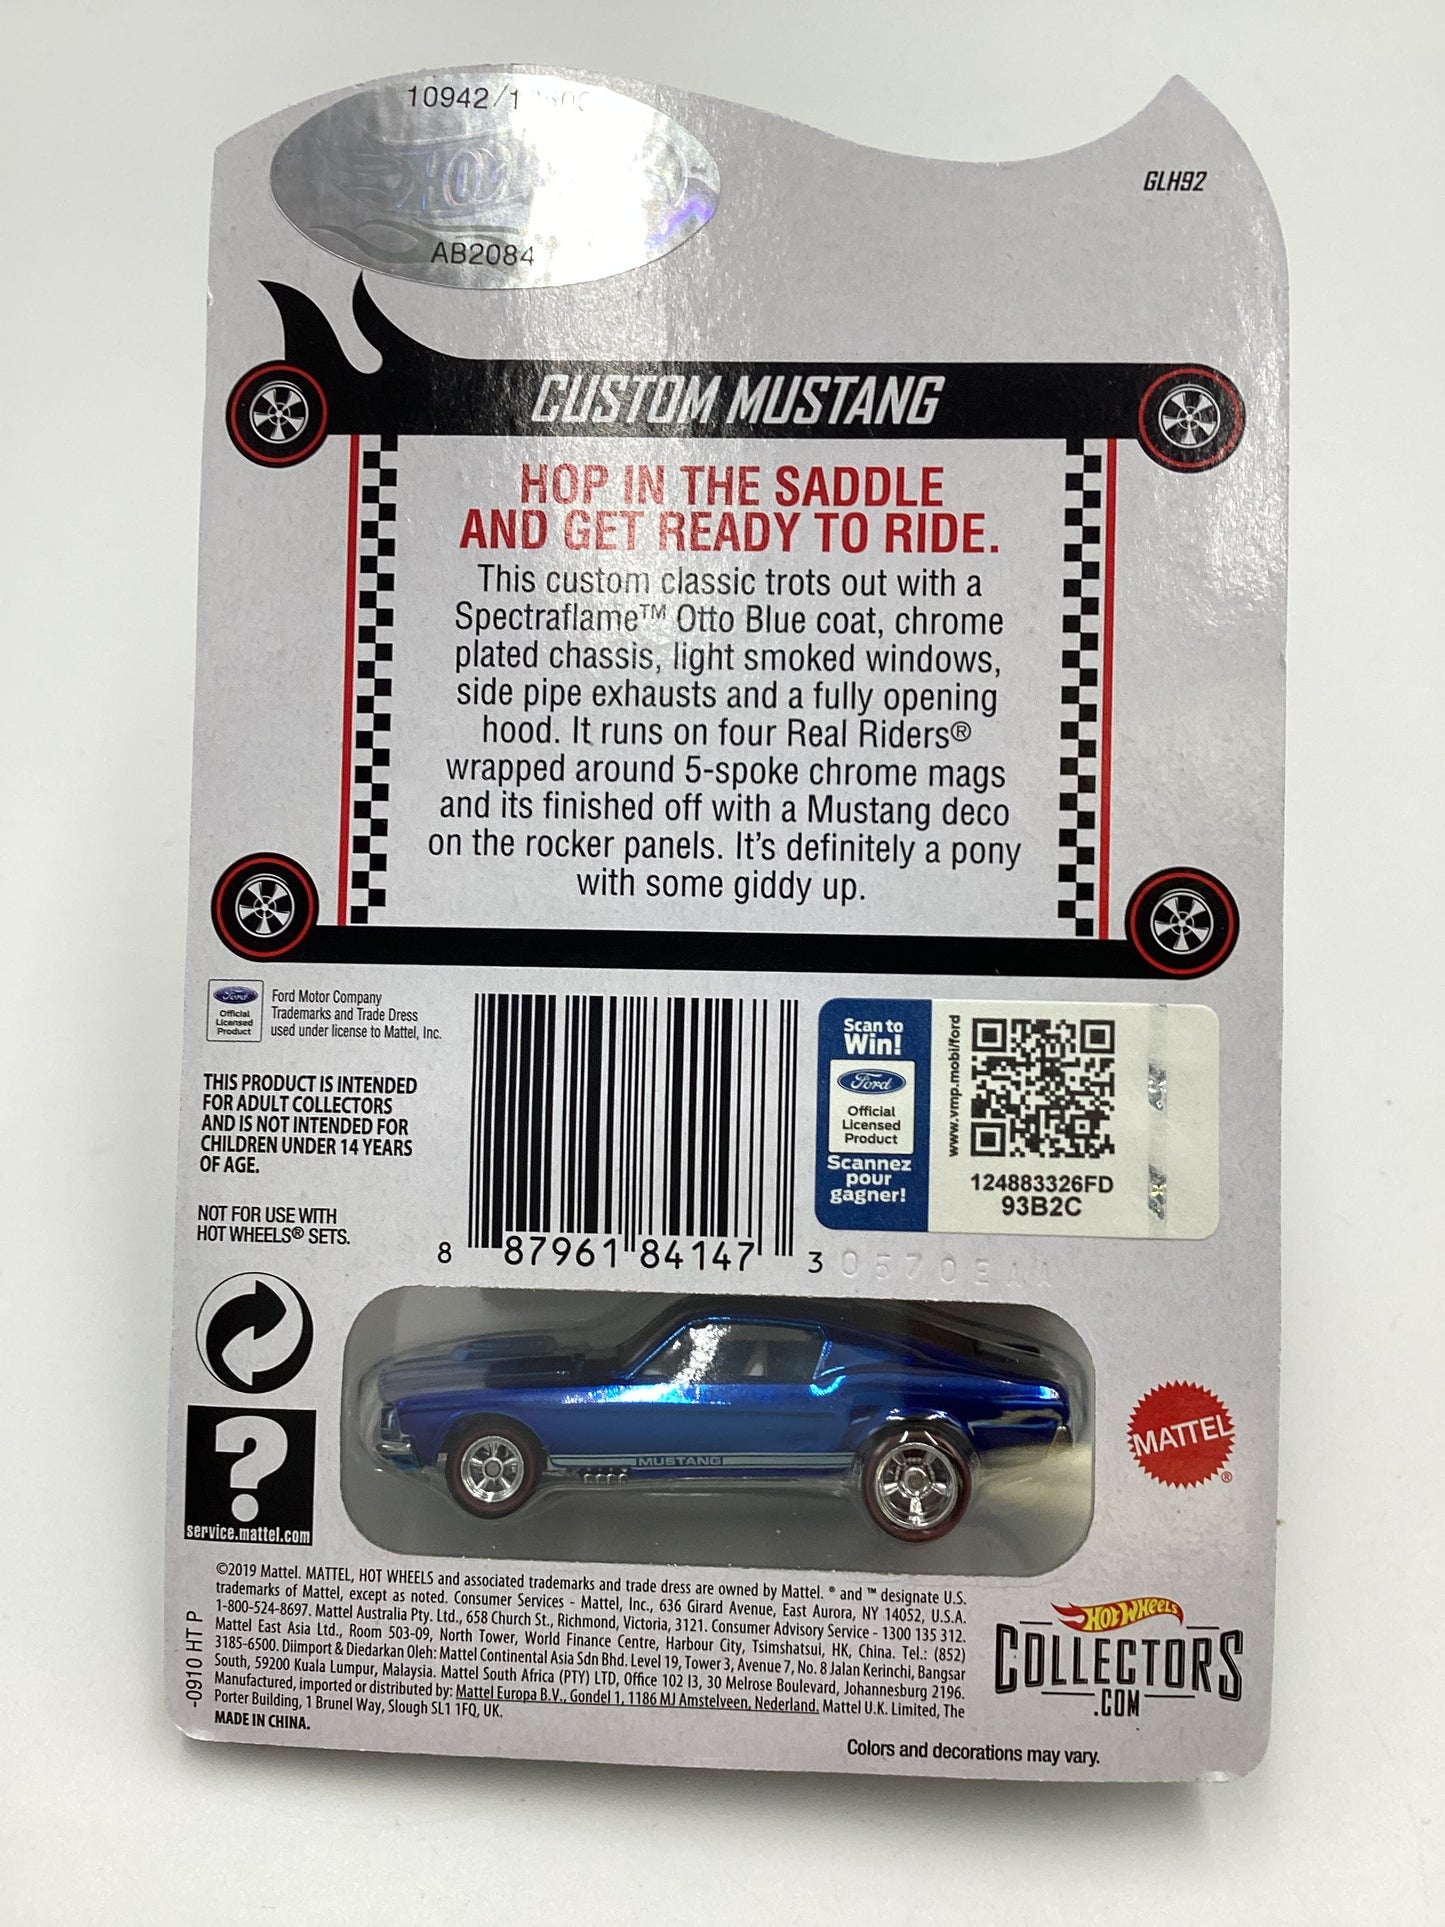 10942/1
HOT
AB2084
GLH92
CUSTOM MUSTANG
HOP IN THE SADDLE
AND GET READY TO RIDE.
This custom classic trots out with a
Spectraflame™ Otto Blue coat, chrome
plated chassis, light smoked windows,
side pipe exhausts and a fully opening
hood. It runs on four Real Riders®
wrapped around 5-spoke chrome mags
and its finished off with a Mustang deco
on the rocker panels. It's definitely a pony
with some giddy up.
Ford
Official
Licensed
Product
Ford Motor Company
Trademarks and Trade Dress
used under license to Mattel, Inc.
THIS PRODUCT IS INTENDED
FOR ADULT COLLECTORS
AND IS NOT INTENDED FOR
CHILDREN UNDER 14 YEARS
OF AGE.
NOT FOR USE WITH
HOT WHEELS® SETS.
8 87961 84147 3
Scan to
Win!
Ford
Official
Licensed
Product
Scannez
pour
gagner!
www.vmp.mobi/ford
124883326FD
93B2C
0570EAA
MUSTANG
MATTEL®
?
service.mattel.com
©2019 Mattel. MATTEL, HOT WHEELS and associated trademarks and trade dress are owned by Mattel. ® and ™ designate U.S.
trademarks of Mattel, except as noted. Consumer Services - Mattel, Inc., 636 Girard Avenue, East Aurora, NY 14052, U.S.A.
1-800-524-8697. Mattel Australia Pty. Ltd., 658 Church St., Richmond, Victoria, 3121. Consumer Advisory Service - 1300 135 312.
Mattel East Asia Ltd., Room 503-09, North Tower, World Finance Centre, Harbour City, Tsimshatsui, HK, China. Tel.: (852)
3185-6500. Diimport & Diedarkan Oleh: Mattel Continental Asia Sdn Bhd. Level 19, Tower 3, Avenue 7, No. 8 Jalan Kerinchi, Bangsar
South, 59200 Kuala Lumpur, Malaysia. Mattel South Africa (PTY) LTD, Office 102 I3, 30 Melrose Boulevard, Johannesburg 2196.
Manufactured, imported or distributed by: Mattel Europa B.V., Gondel 1, 1186 MJ Amstelveen, Nederland. Mattel U.K. Limited, The
Porter Building, 1 Brunel Way, Slough SL1 1FQ, UK.
MADE IN CHINA.
-0910 HT P
HOT WHEELS
COLLECTORS
.COM
Colors and decorations may vary.